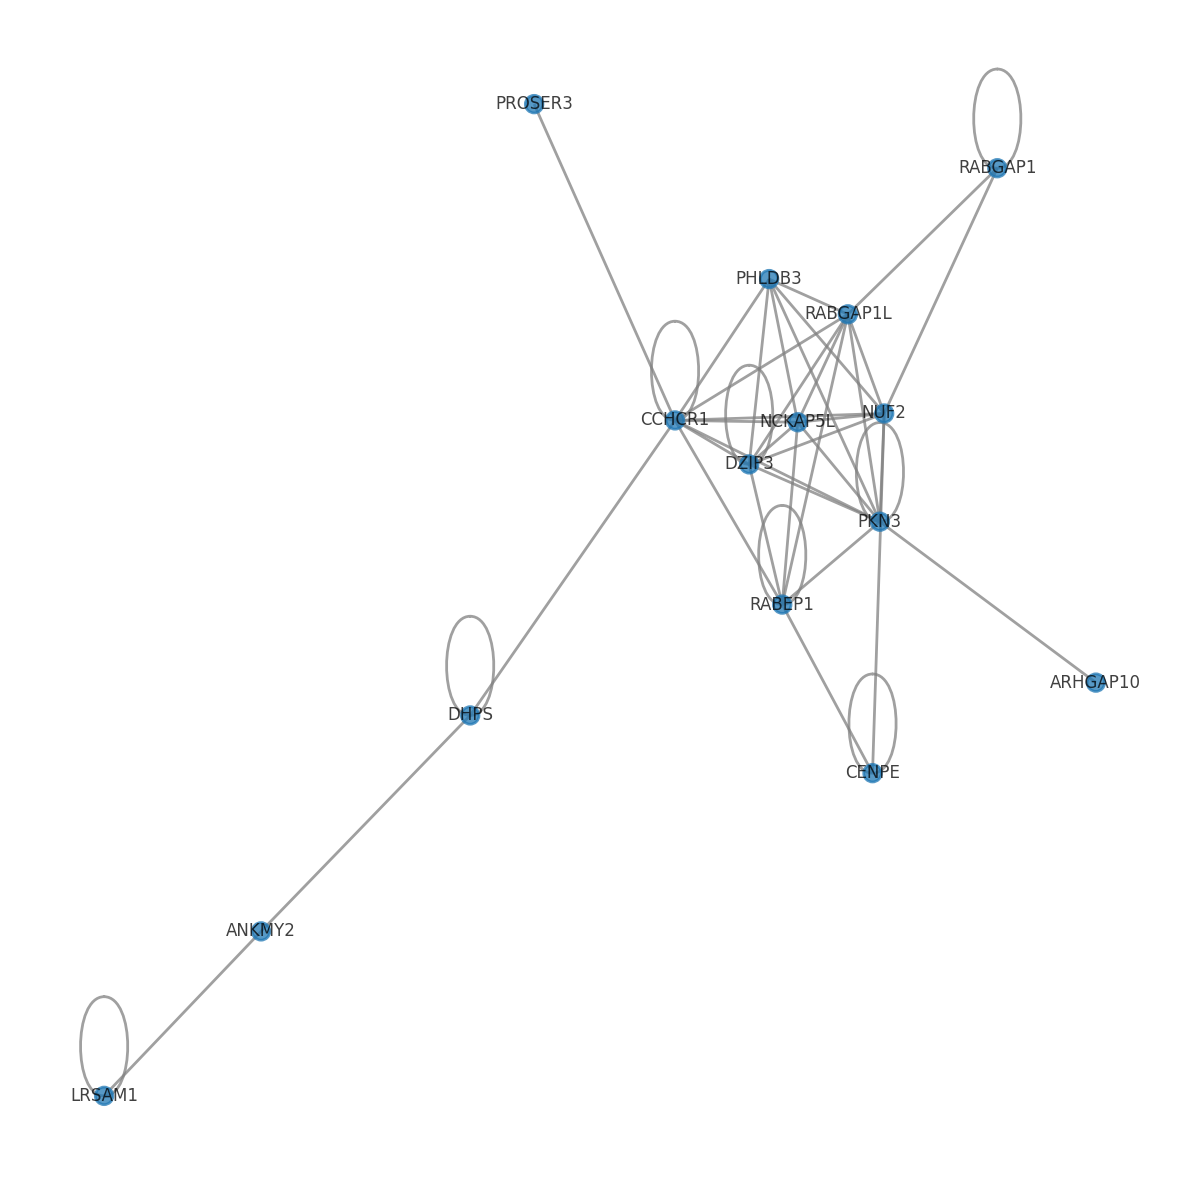 PROSER3
RABGAP1
PHLDB3
RABGAP1L
CCHCR1
NCKAP5L
NUF2
DZIP3
PKN3
RABEP1
ARHGAP10
DHPS
CENPE
ANKMY2
LRSAM1